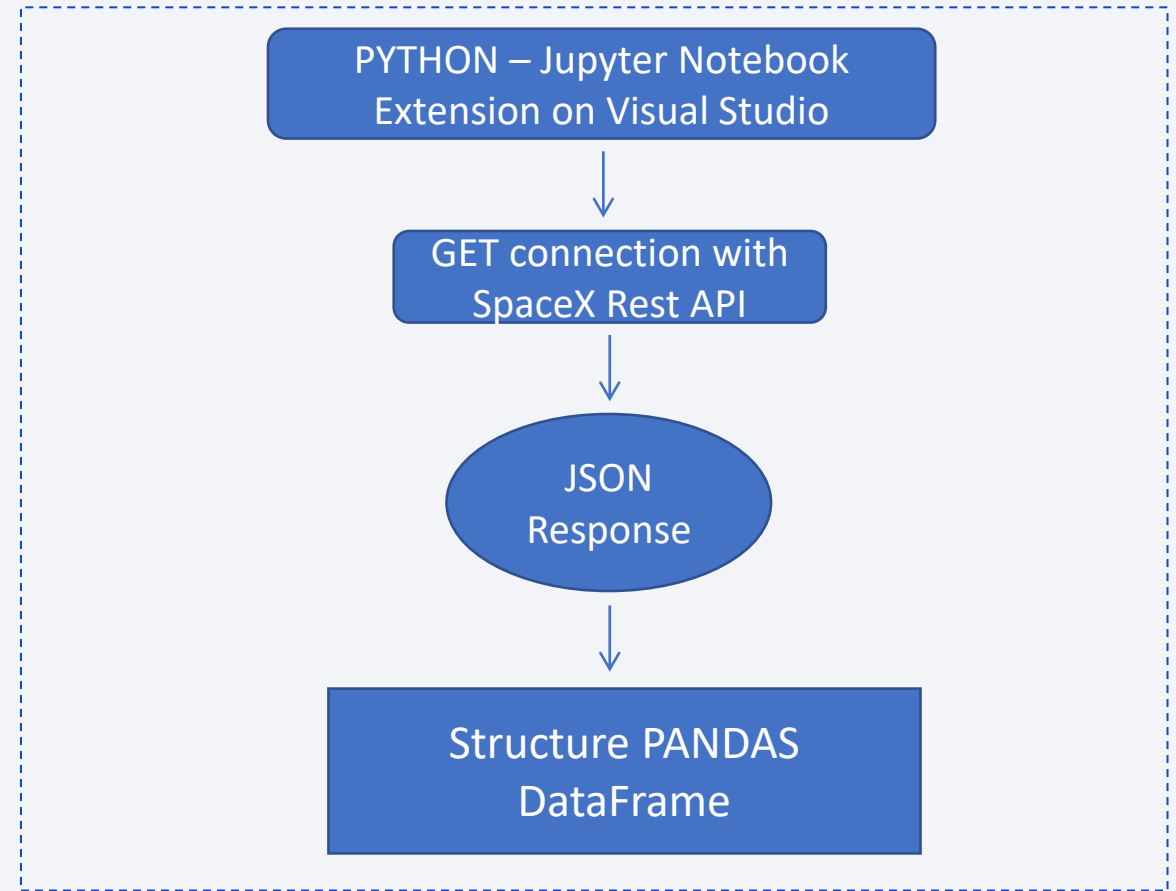 PYTHON – Jupyter Notebook
Extension on Visual Studio
GET connection with
SpaceX Rest API
JSON
Response
Structure PANDAS
DataFrame